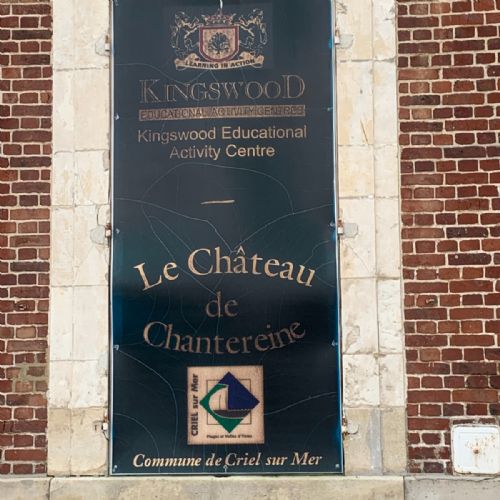 LEARNING IN ACTION
KINGSWOOD
EDUCATIONAL ACTIVITY CENTRES
Kingswood Educational
Activity Centre
Le Château
de
Chantereine
CRIEL sur Mer
Commune de Criel sur Mer